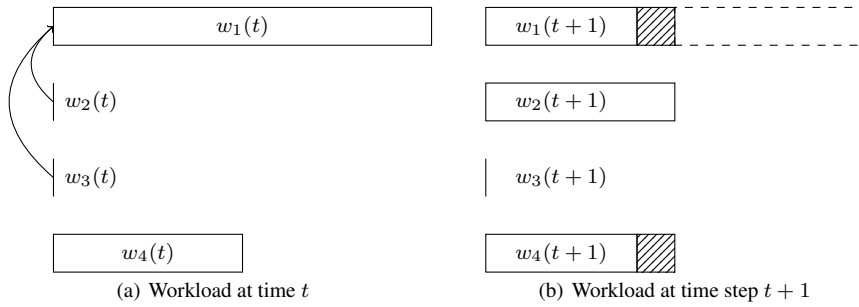 w₁(t)
w₂(t)
w₃(t)
w₄(t)
(a) Workload at time t
w₁(t + 1)
w₂(t + 1)
w₃(t + 1)
w₄(t + 1)
(b) Workload at time step t + 1